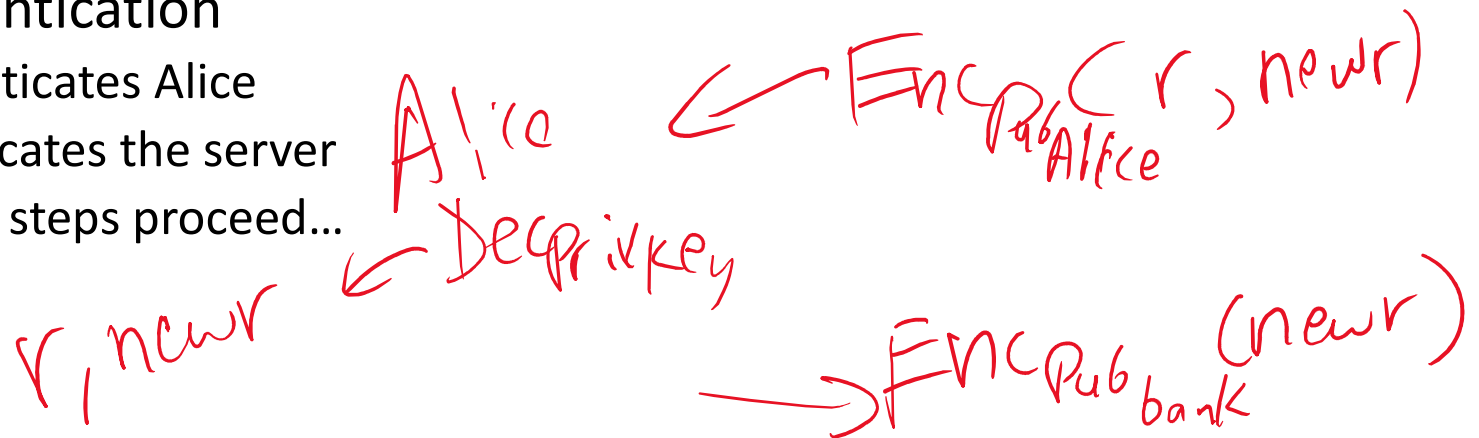 ntication
ticates Alice
cates the server
steps proceed...
Alice ← Enc Pub Alice (r, newr)
r, newr ← Dec privkey
→ Enc Pub bank (newr)